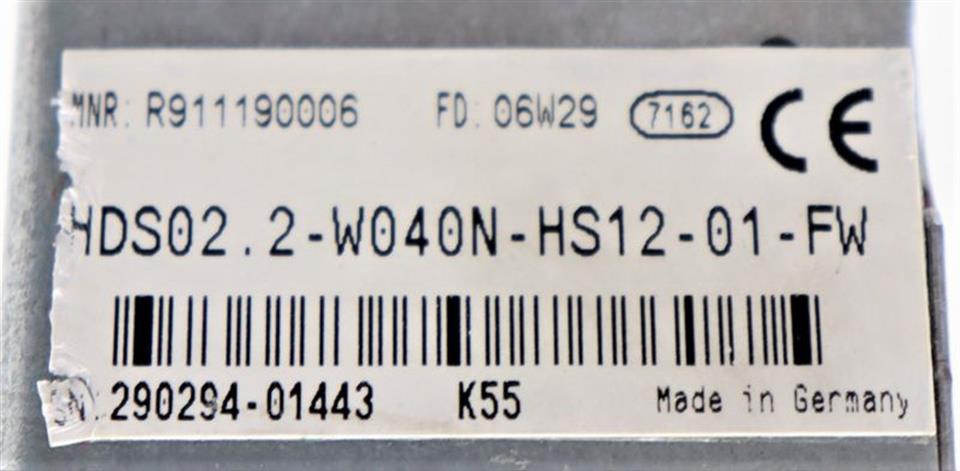 MNR: R911190006 FD: 06W29 7162 CE
HDS02.2-W040N-HS12-01-FW
SN: 290294-01443 K55 Made in Germany